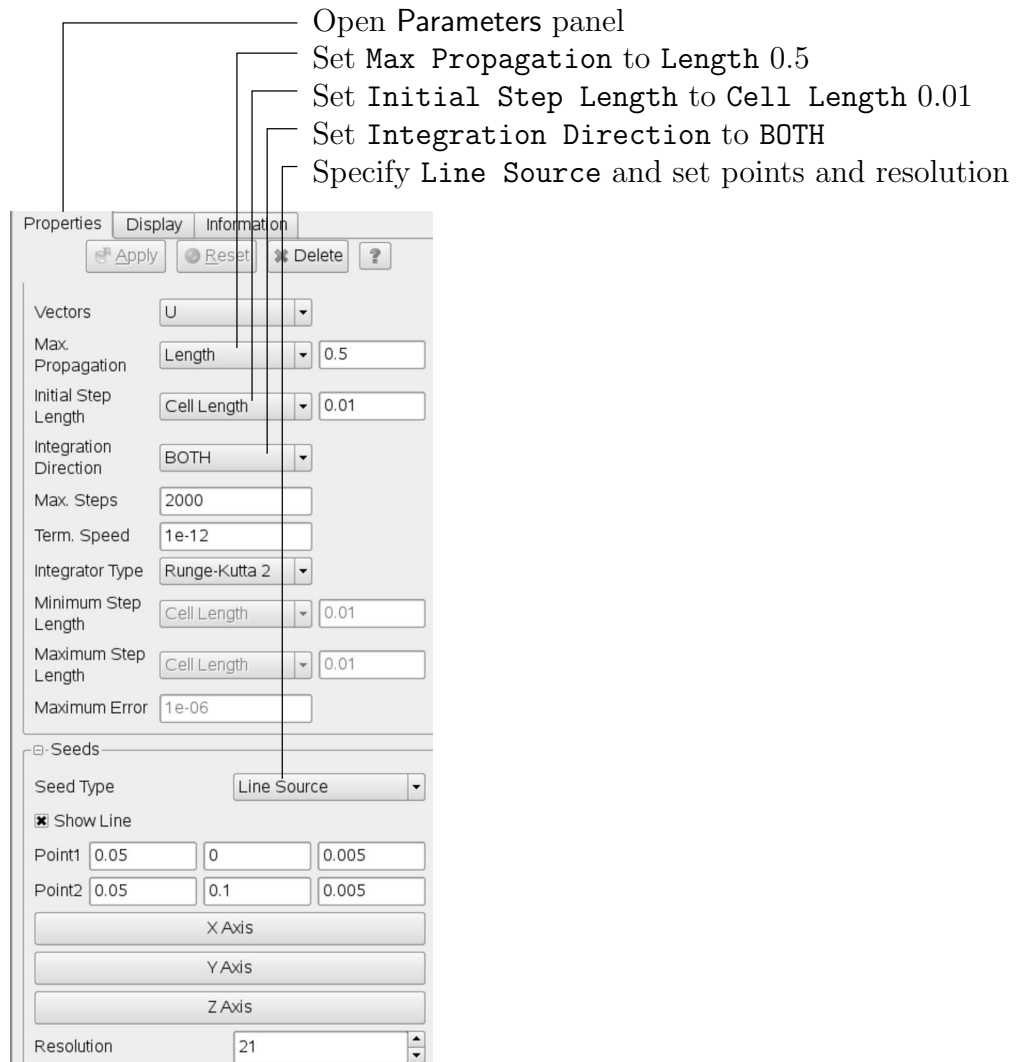 Open Parameters panel
Set Max Propagation to Length 0.5
Set Initial Step Length to Cell Length 0.01
Set Integration Direction to BOTH
Specify Line Source and set points and resolution
Properties Display Information
Apply Reset Delete ?
Vectors U
Max.
Propagation Length 0.5
Initial Step
Length Cell Length 0.01
Integration
Direction BOTH
Max. Steps 2000
Term. Speed 1e-12
Integrator Type Runge-Kutta 2
Minimum Step
Length Cell Length 0.01
Maximum Step
Length Cell Length 0.01
Maximum Error 1e-06
Seeds
Seed Type Line Source
Show Line
Point1 0.05 0 0.005
Point2 0.05 0.1 0.005
X Axis
Y Axis
Z Axis
Resolution 21